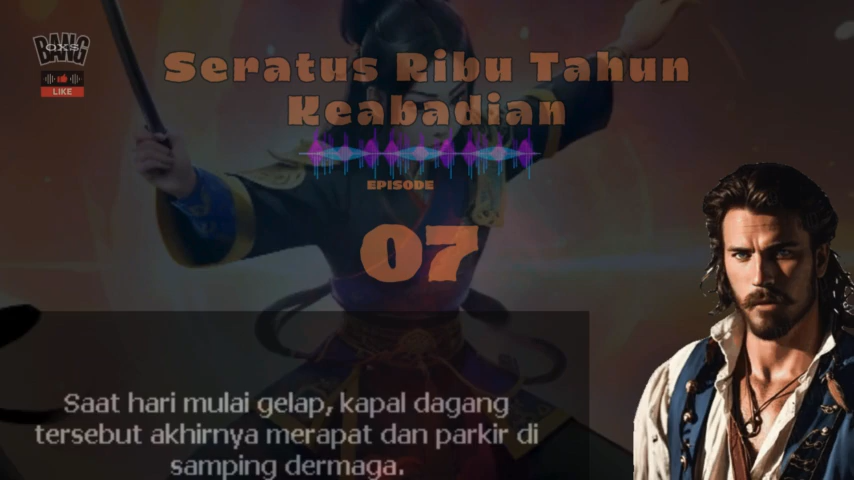 BANG
OXS
LIKE
Seratus Ribu Tahun
Keabadian
EPISODE
07
Saat hari mulai gelap, kapal dagang
tersebut akhirnya merapat dan parkir di
samping dermaga.